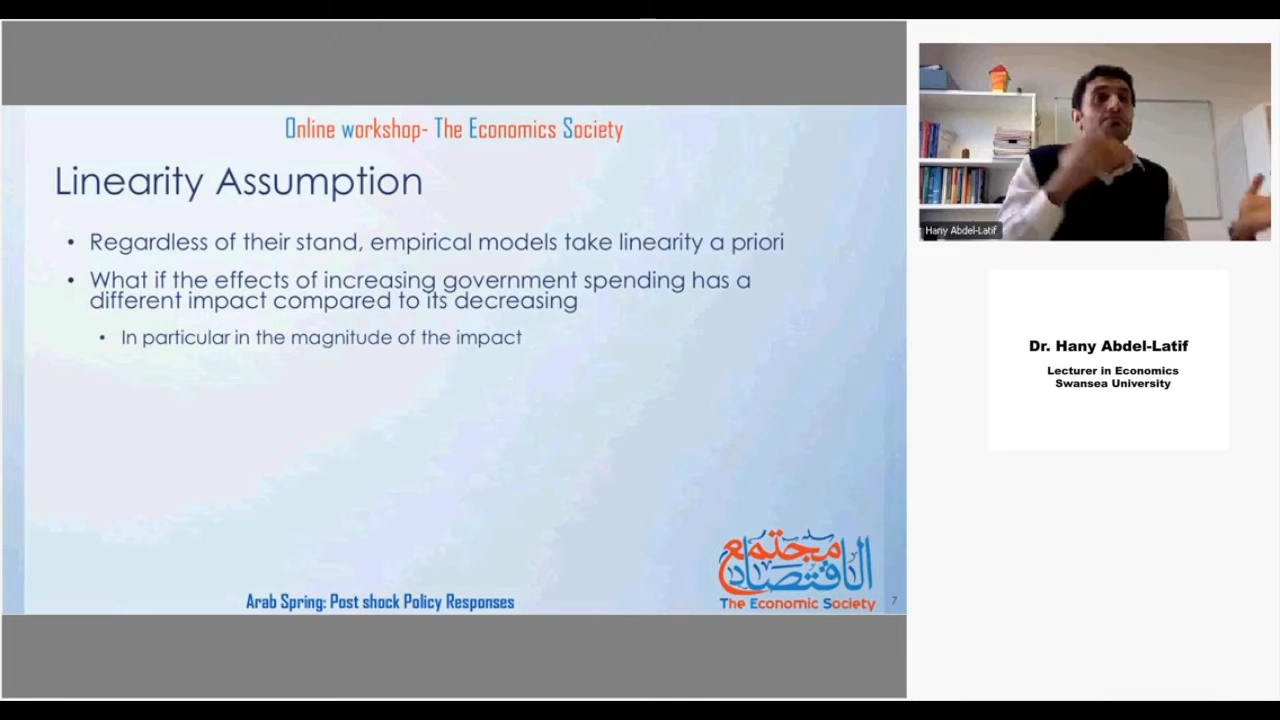 Online workshop- The Economics Society
Linearity Assumption
• Regardless of their stand, empirical models take linearity a priori
• What if the effects of increasing government spending has a
different impact compared to its decreasing
• In particular in the magnitude of the impact
مجتمع
الاقتصاد
The Economic Society
Arab Spring: Post shock Policy Responses
7
Hany Abdel-Latif
Dr. Hany Abdel-Latif
Lecturer in Economics
Swansea University